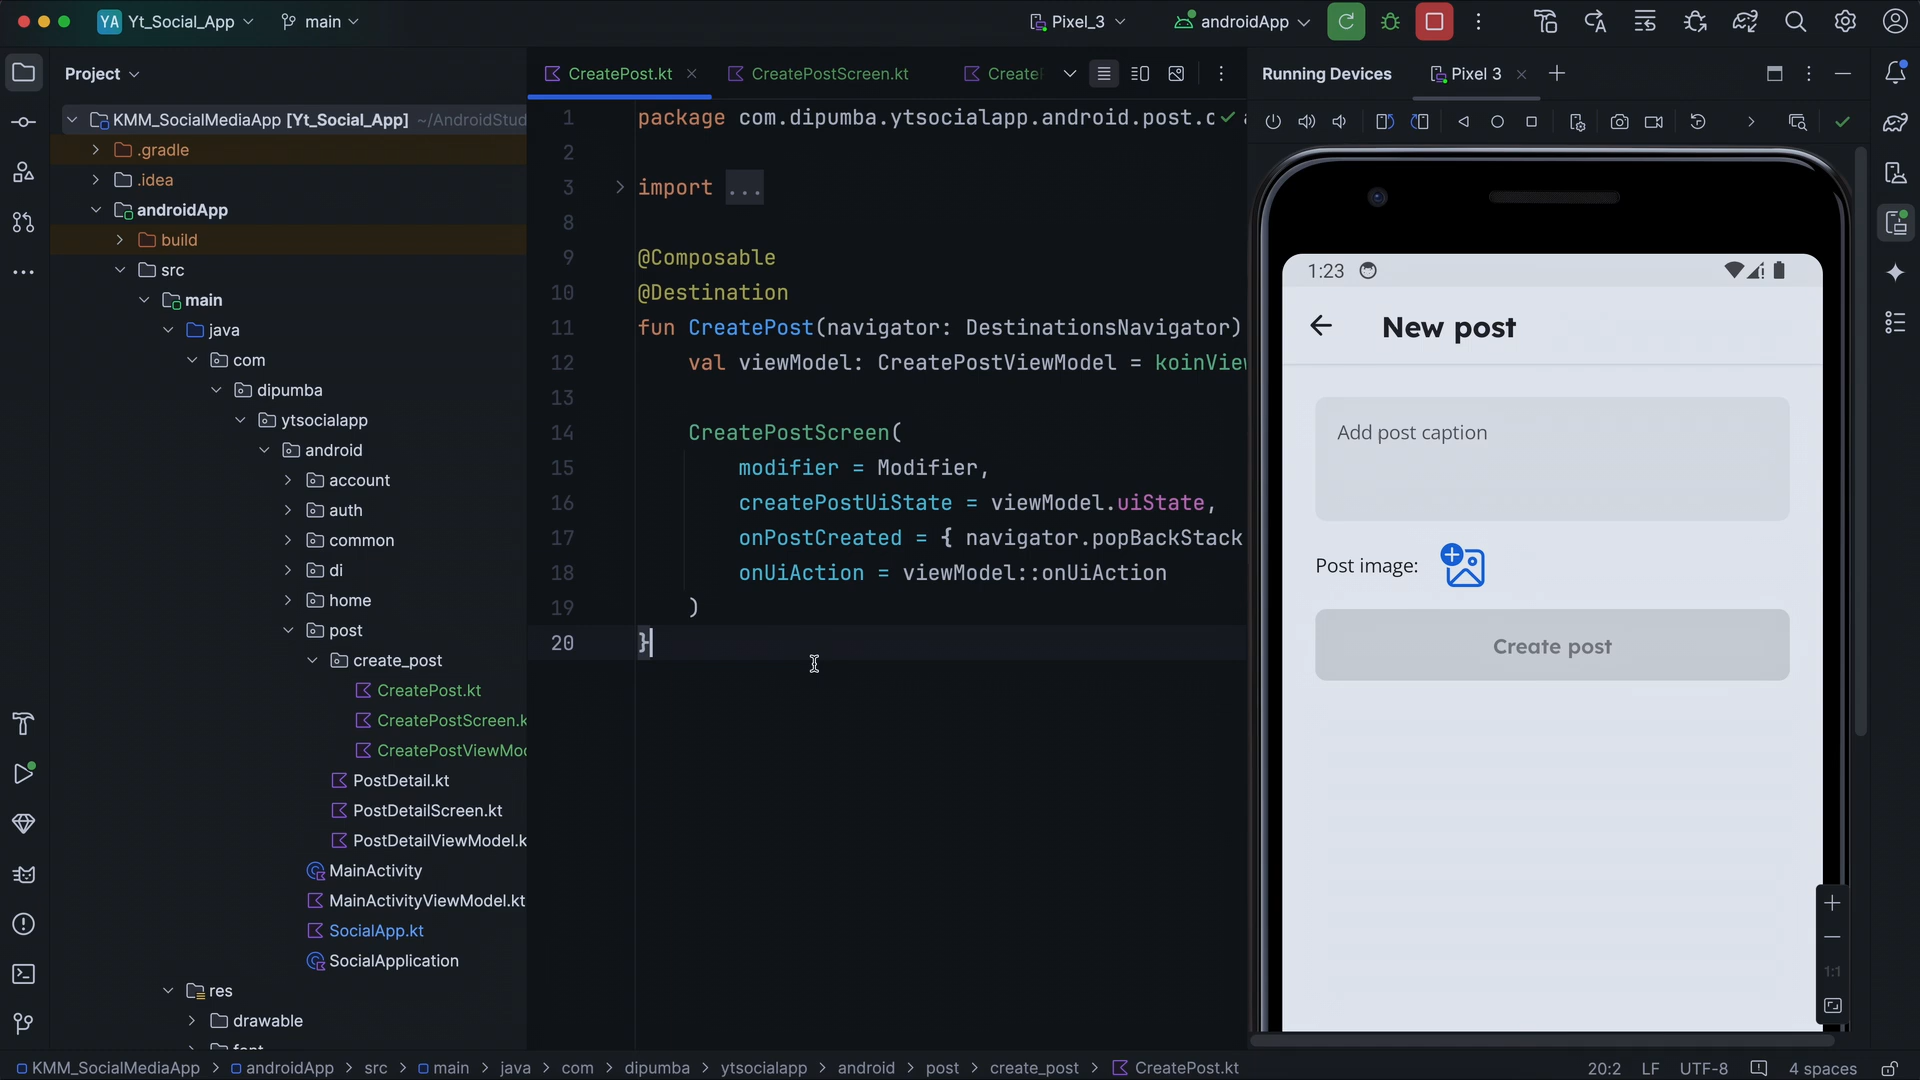 YA Yt_Social_App main Pixel_3 androidApp
Project
KMM_SocialMediaApp [Yt_Social_App] ~/AndroidStud
.gradle
.idea
androidApp
build
src
main
java
com
dipumba
ytsocialapp
android
account
auth
common
di
home
post
create_post
CreatePost.kt
CreatePostScreen.k
CreatePostViewMod
PostDetail.kt
PostDetailScreen.kt
PostDetailViewModel.k
MainActivity
MainActivityViewModel.kt
SocialApp.kt
SocialApplication
res
drawable
CreatePost.kt CreatePostScreen.kt Create
1 package com.dipumba.ytsocialapp.android.post.c
2
3 import ...
8
9 @Composable
10 @Destination
11 fun CreatePost(navigator: DestinationsNavigator)
12 val viewModel: CreatePostViewModel = koinView
13
14 CreatePostScreen(
15 modifier = Modifier,
16 createPostUiState = viewModel.uiState,
17 onPostCreated = { navigator.popBackStack
18 onUiAction = viewModel::onUiAction
19 )
20 }
Running Devices Pixel 3
1:23
New post
Add post caption
Post image:
Create post
1:1
KMM_SocialMediaApp > androidApp > src > main > java > com > dipumba > ytsocialapp > android > post > create_post > CreatePost.kt 20:2 LF UTF-8 4 spaces